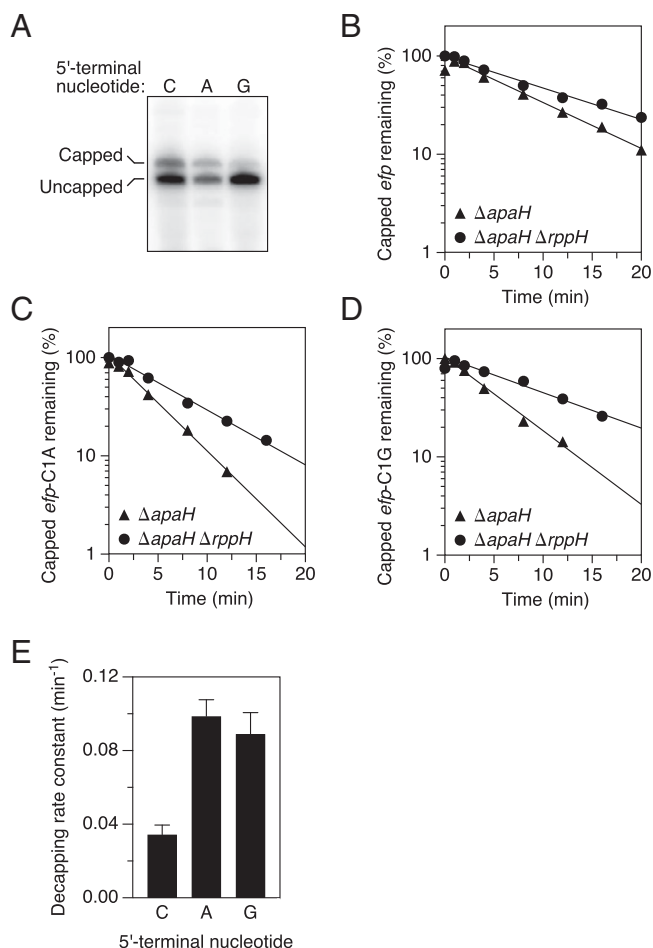 A
5'-terminal
nucleotide: C A G
Capped
Uncapped
B
Capped efp remaining (%)
100
10
1
▲ ΔapaH
● ΔapaH ΔrppH
0 5 10 15 20
Time (min)
C
Capped efp-C1A remaining (%)
100
10
1
▲ ΔapaH
● ΔapaH ΔrppH
0 5 10 15 20
Time (min)
D
Capped efp-C1G remaining (%)
100
10
1
▲ ΔapaH
● ΔapaH ΔrppH
0 5 10 15 20
Time (min)
E
Decapping rate constant (min⁻¹)
0.12
0.08
0.04
0.00
C A G
5'-terminal nucleotide